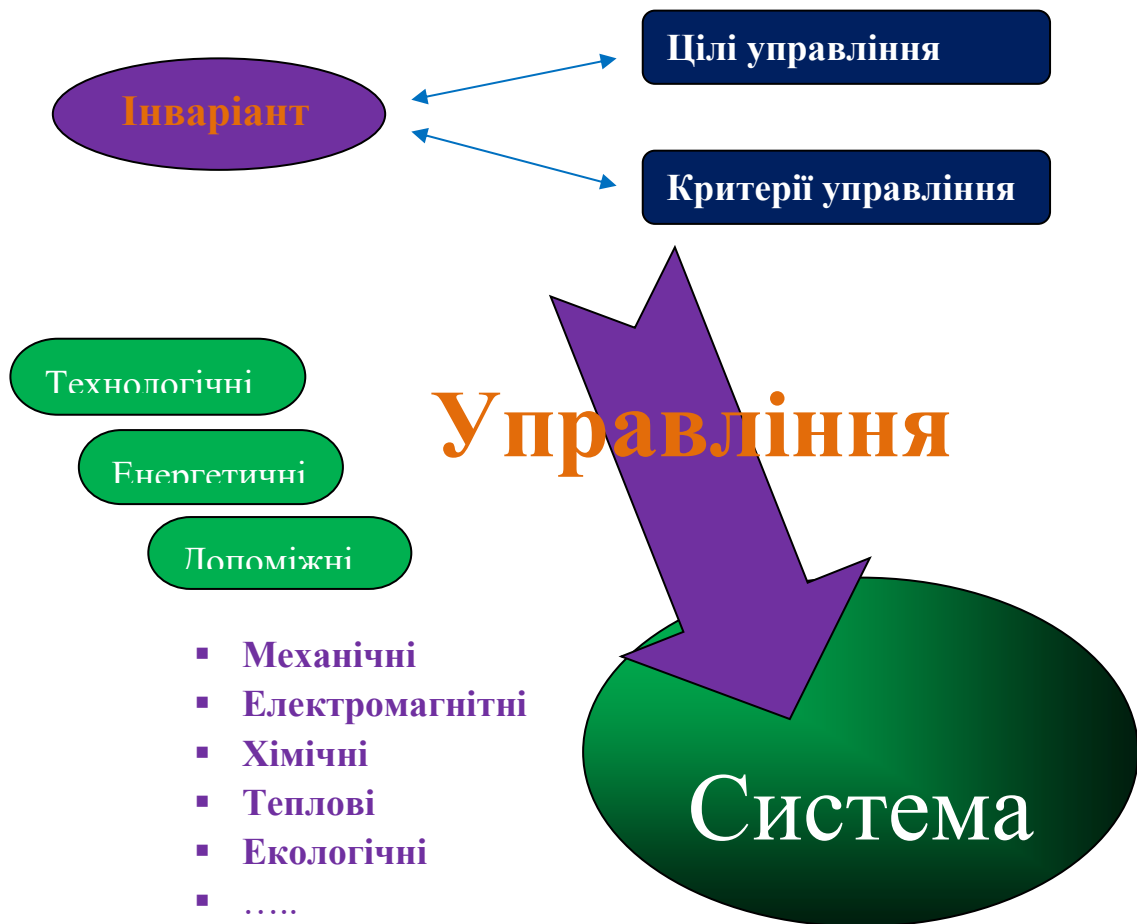 Цілі управління
Інваріант
Критерії управління
Технологічні
Управління
Енергетичні
Допоміжні
Механічні
Електромагнітні
Хімічні
Теплові
Екологічні
…..
Система